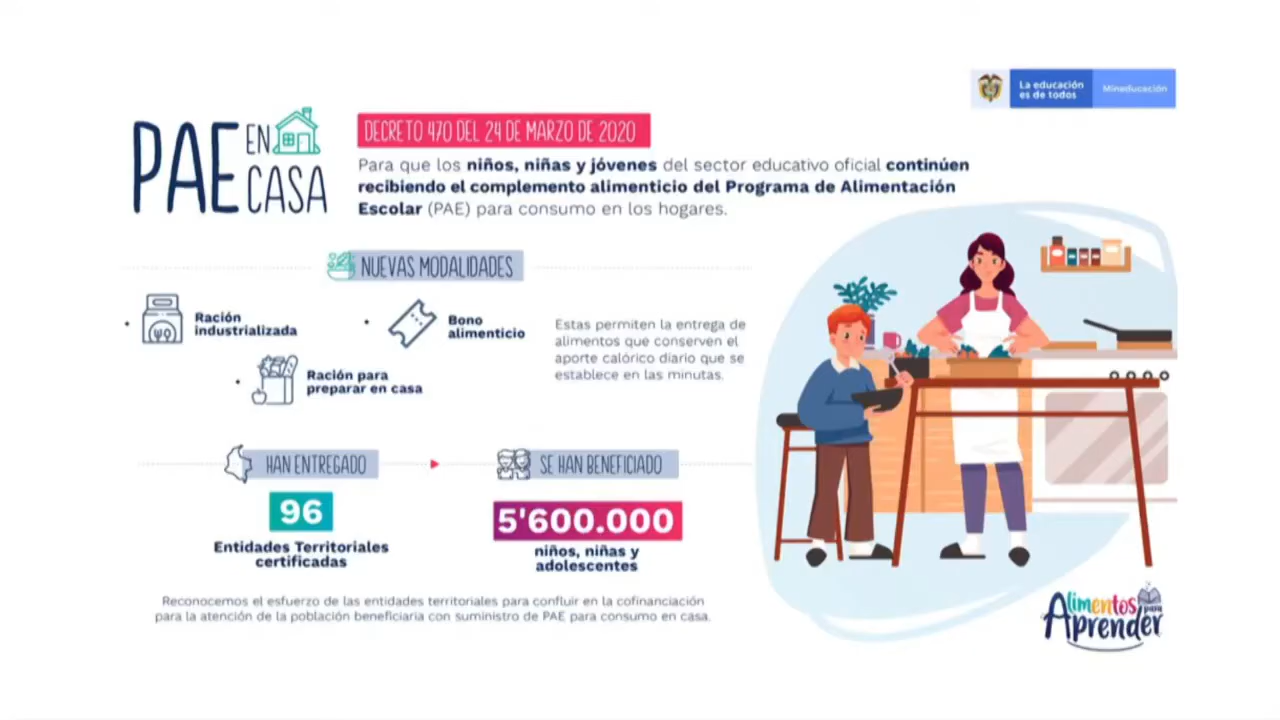 La educación
es de todos
Mineducación
PAE EN
CASA
DECRETO 470 DEL 24 DE MARZO DE 2020
Para que los niños, niñas y jóvenes del sector educativo oficial continúen
recibiendo el complemento alimenticio del Programa de Alimentación
Escolar (PAE) para consumo en los hogares.
NUEVAS MODALIDADES
Ración
industrializada
Bono
alimenticio
Ración para
preparar en casa
Estas permiten la entrega de
alimentos que conserven el
aporte calórico diario que se
establece en las minutas.
HAN ENTREGADO
96
Entidades Territoriales
certificadas
SE HAN BENEFICIADO
5'600.000
niños, niñas y
adolescentes
Reconocemos el esfuerzo de las entidades territoriales para confluir en la cofinanciación
para la atención de la población beneficiaria con suministro de PAE para consumo en casa.
Alimentos para
Aprender